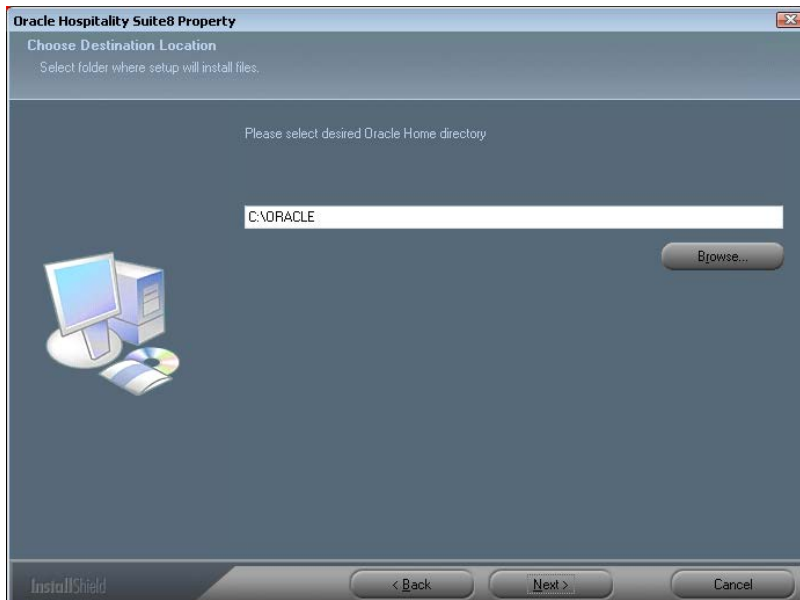 Oracle Hospitality Suite8 Property
Choose Destination Location
Select folder where setup will install files.
Please select desired Oracle Home directory
C:\ORACLE
Browse...
InstallShield
< Back
Next >
Cancel